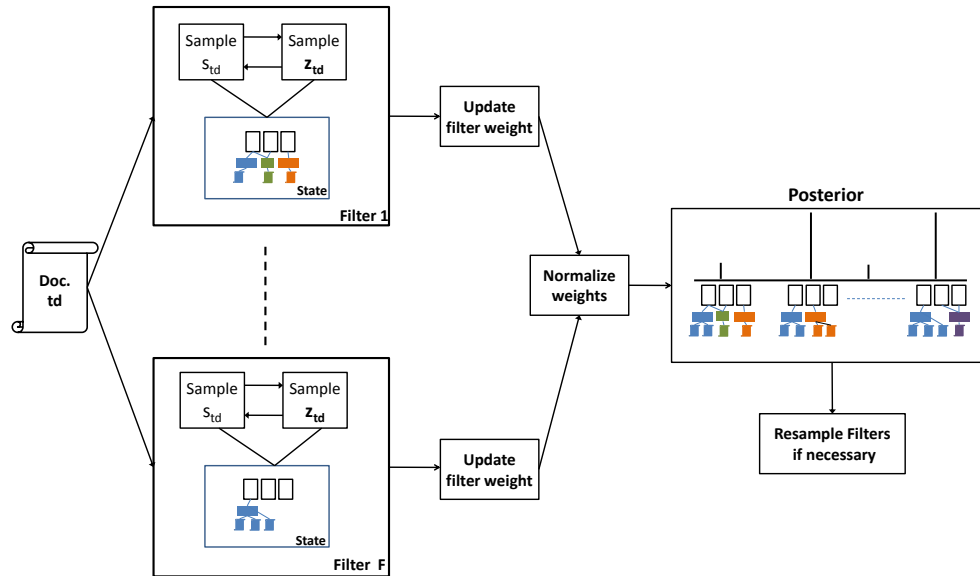 Doc.
td
Sample
s_td
Sample
z_td
State
Filter 1
Update
filter weight
Sample
s_td
Sample
z_td
State
Filter F
Update
filter weight
Normalize
weights
Posterior
Resample Filters
if necessary